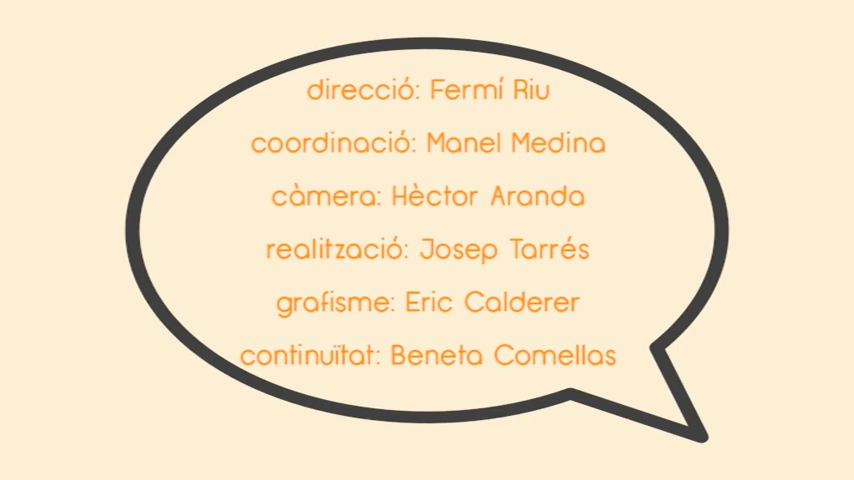 direcció: Fermí Riu
coordinació: Manel Medina
càmera: Hèctor Aranda
realització: Josep Tarrés
grafisme: Eric Calderer
continuïtat: Beneta Comellas